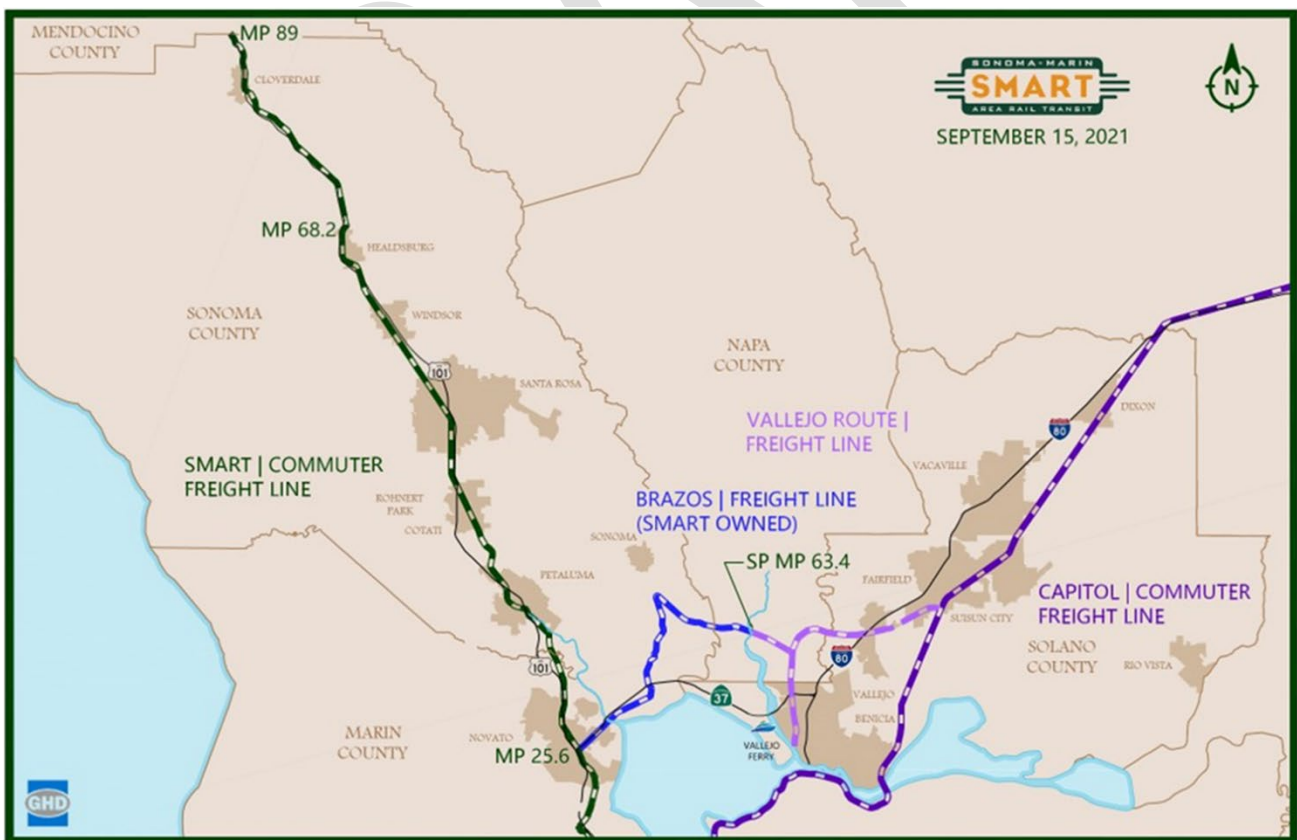 MENDOCINO
COUNTY
MP 89
CLOVERDALE
SONOMA-MARIN
SMART
AREA RAIL TRANSIT
N
SEPTEMBER 15, 2021
MP 68.2
HEALDSBURG
SONOMA
COUNTY
WINDSOR
NAPA
COUNTY
101
SANTA ROSA
DIXON
VALLEJO ROUTE |
FREIGHT LINE
80
SMART | COMMUTER
FREIGHT LINE
VACAVILLE
BRAZOS | FREIGHT LINE
(SMART OWNED)
ROHNERT
PARK
COTATI
SONOMA
SP MP 63.4
PETALUMA
FAIRFIELD
CAPITOL | COMMUTER
FREIGHT LINE
SUISUN CITY
SOLANO
COUNTY
80
101
RIO VISTA
37
VALLEJO
BENICIA
MARIN
COUNTY
NOVATO
VALLEJO
FERRY
MP 25.6
GHD